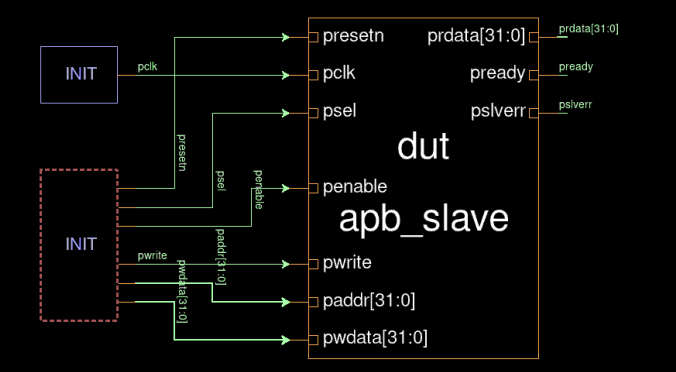 presetn
prdata[31:0]
prdata[31:0]
INIT
pclk
pclk
pready
pready
psel
pslverr
pslverr
dut
presetn
psel
penable
penable
apb_slave
INIT
paddr[31:0]
pwrite
pwrite
pwdata[31:0]
paddr[31:0]
pwdata[31:0]